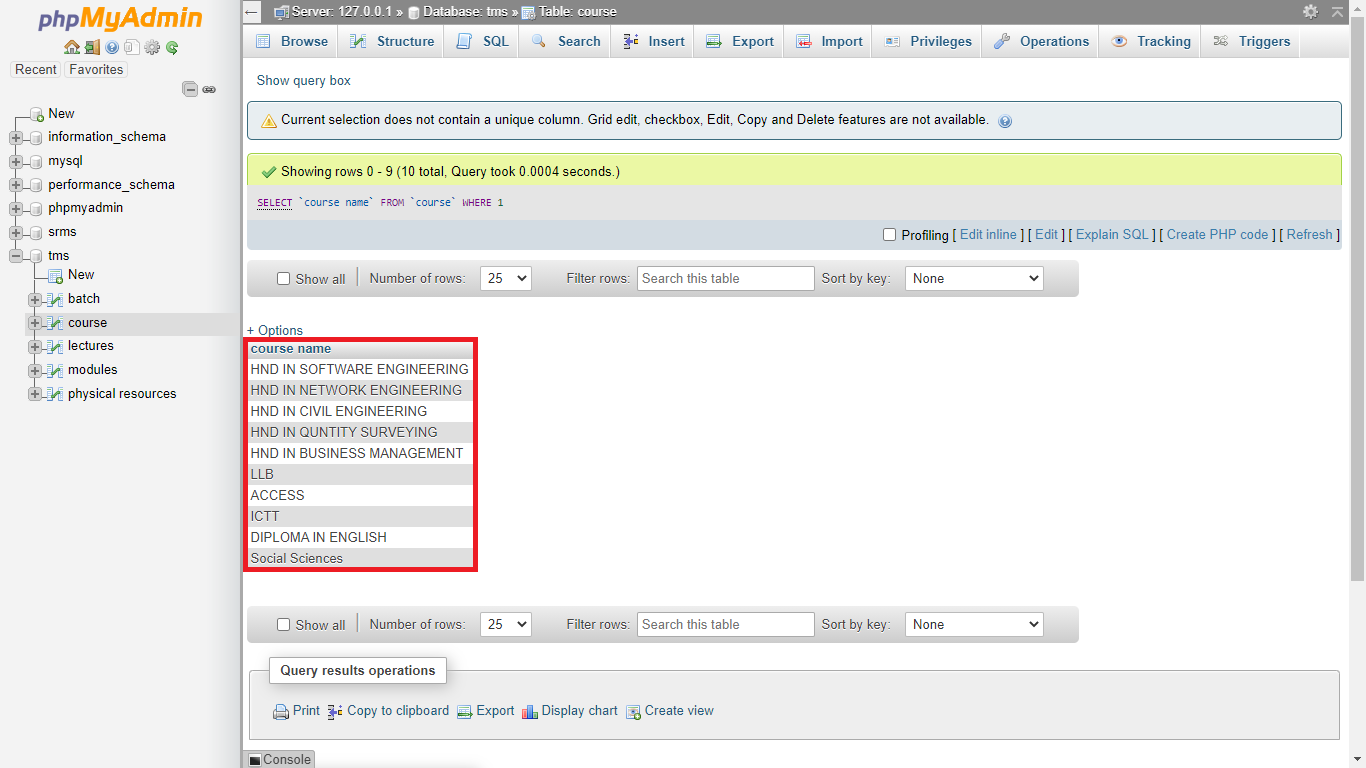 phpMyAdmin
Recent Favorites
New
information_schema
mysql
performance_schema
phpmyadmin
srms
tms
New
batch
course
lectures
modules
physical resources
Server: 127.0.0.1 » Database: tms » Table: course
Browse Structure SQL Search Insert Export Import Privileges Operations Tracking Triggers
Show query box
Current selection does not contain a unique column. Grid edit, checkbox, Edit, Copy and Delete features are not available.
Showing rows 0 - 9 (10 total, Query took 0.0004 seconds.)
SELECT `course name` FROM `course` WHERE 1
Profiling [ Edit inline ] [ Edit ] [ Explain SQL ] [ Create PHP code ] [ Refresh ]
Show all Number of rows: 25 Filter rows: Search this table Sort by key: None
+ Options
course name
HND IN SOFTWARE ENGINEERING
HND IN NETWORK ENGINEERING
HND IN CIVIL ENGINEERING
HND IN QUNTITY SURVEYING
HND IN BUSINESS MANAGEMENT
LLB
ACCESS
ICTT
DIPLOMA IN ENGLISH
Social Sciences
Show all Number of rows: 25 Filter rows: Search this table Sort by key: None
Query results operations
Print Copy to clipboard Export Display chart Create view
Console